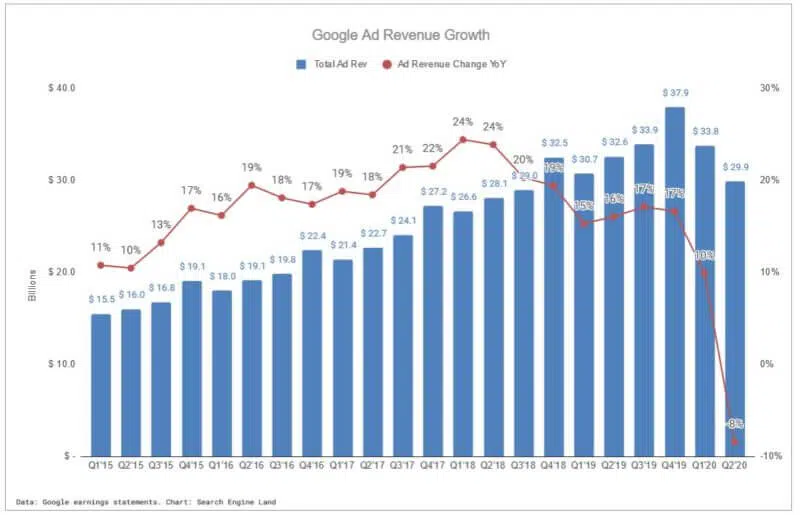 Google Ad Revenue Growth
Total Ad Rev Ad Revenue Change YoY
$ 40.0
$ 30.0
$ 20.0
$ 10.0
$ -
Billions
30%
20%
10%
0%
-10%
11% 10% 13% 17% 16% 19% 18% 17% 19% 18% 21% 22% 24% 24% 20% 19% 15% 16% 17% 17% 10% -8%
$ 15.5 $ 16.0 $ 16.8 $ 19.1 $ 18.0 $ 19.1 $ 19.8 $ 22.4 $ 21.4 $ 22.7 $ 24.1 $ 27.2 $ 26.6 $ 28.1 $ 29.0 $ 32.5 $ 30.7 $ 32.6 $ 33.9 $ 37.9 $ 33.8 $ 29.9
Q1'15 Q2'15 Q3'15 Q4'15 Q1'16 Q2'16 Q3'16 Q4'16 Q1'17 Q2'17 Q3'17 Q4'17 Q1'18 Q2'18 Q3'18 Q4'18 Q1'19 Q2'19 Q3'19 Q4'19 Q1'20 Q2'20
Data: Google earnings statements. Chart: Search Engine Land